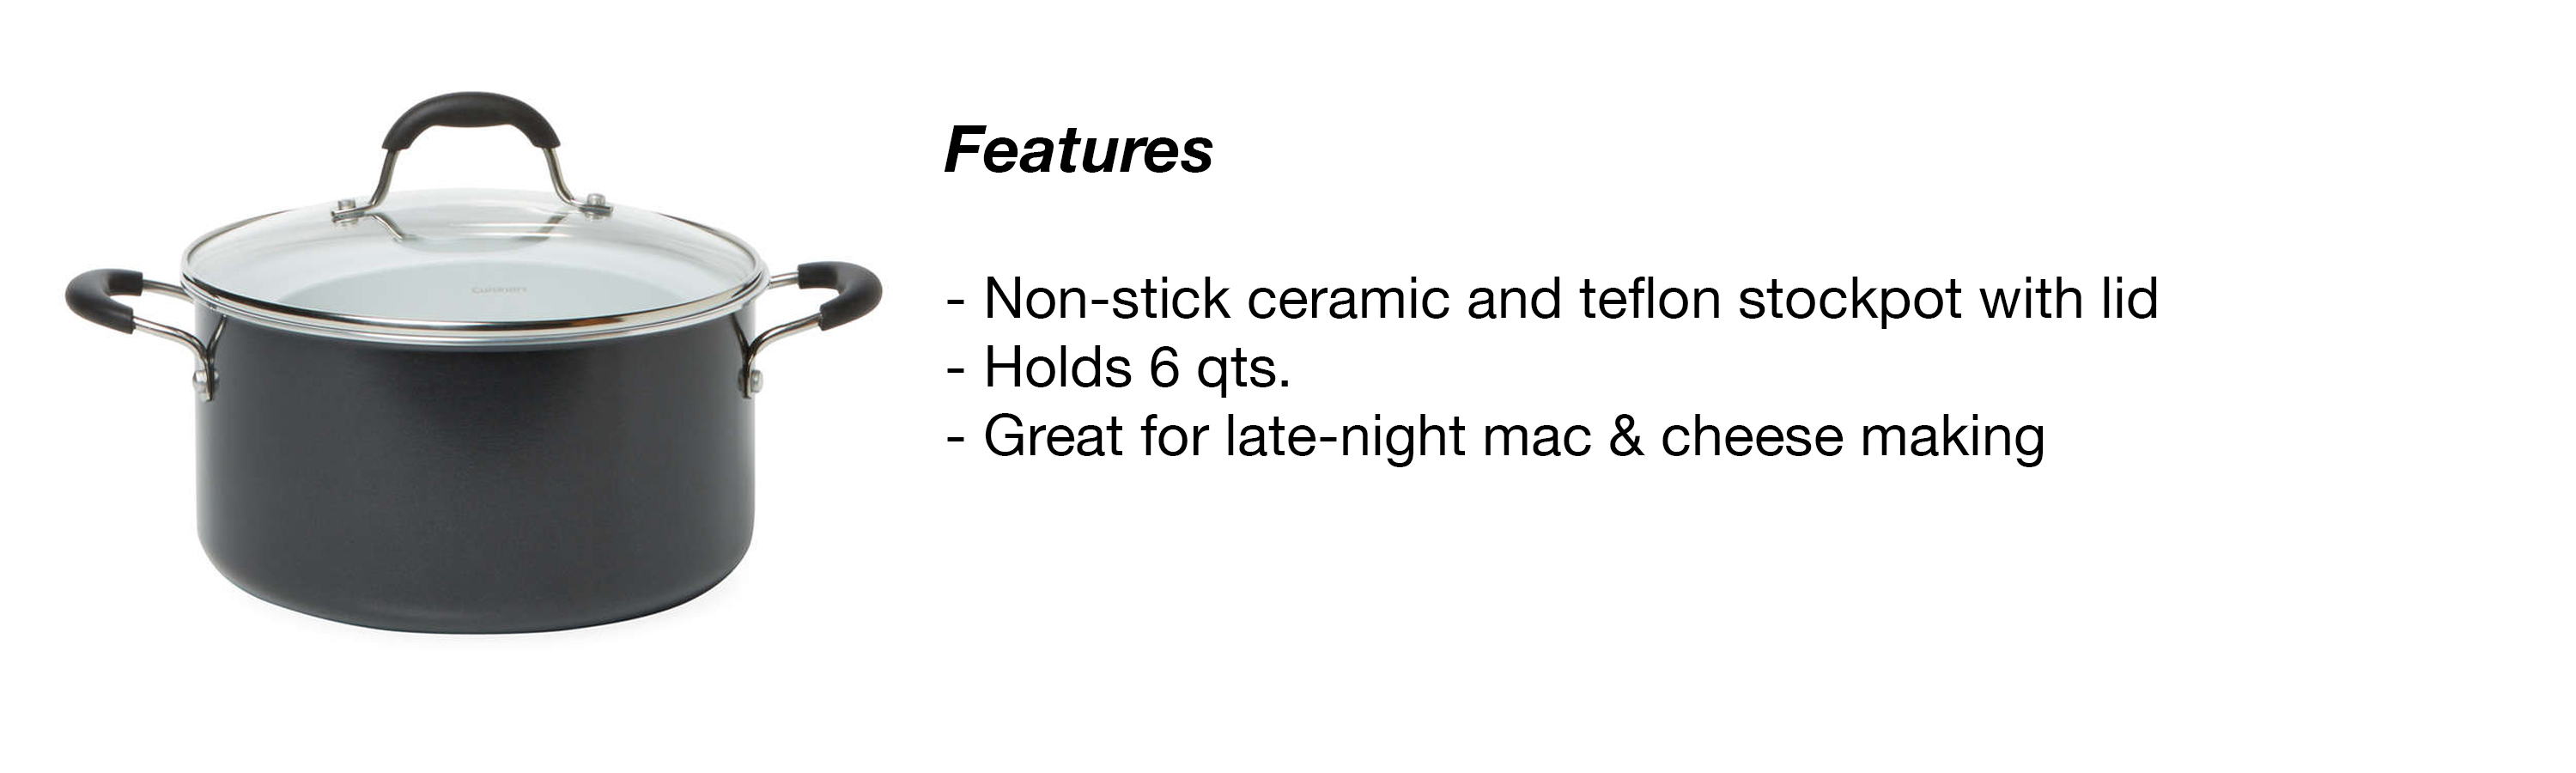 Cuisinart
Features
- Non-stick ceramic and teflon stockpot with lid
- Holds 6 qts.
- Great for late-night mac & cheese making